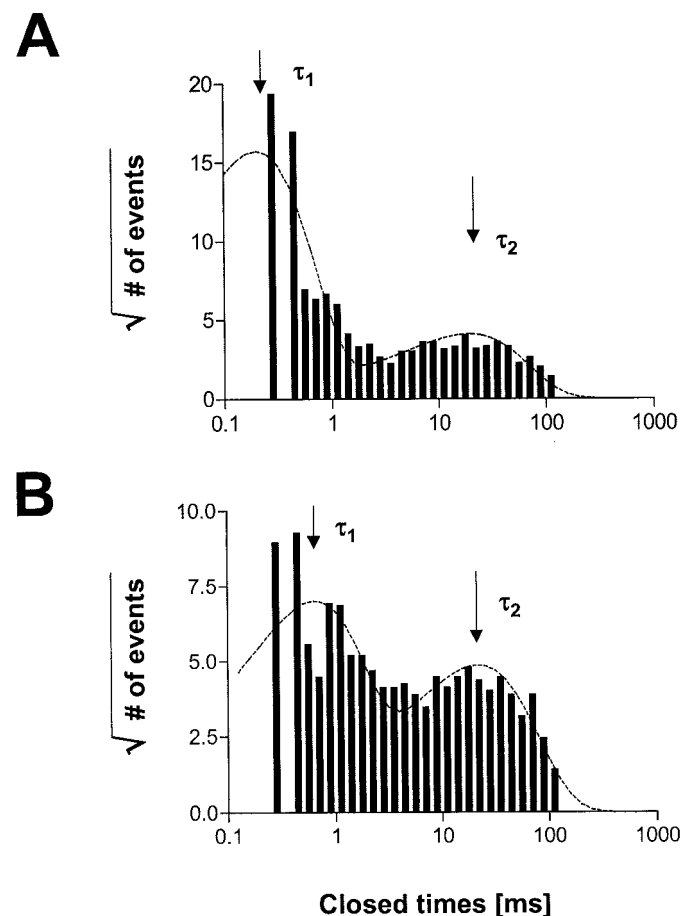 A
τ1
20
15
τ2
10
√ # of events
5
0
0.1 1 10 100 1000
B
10.0
τ1
7.5
τ2
5.0
√ # of events
2.5
0.0
0.1 1 10 100 1000
Closed times [ms]